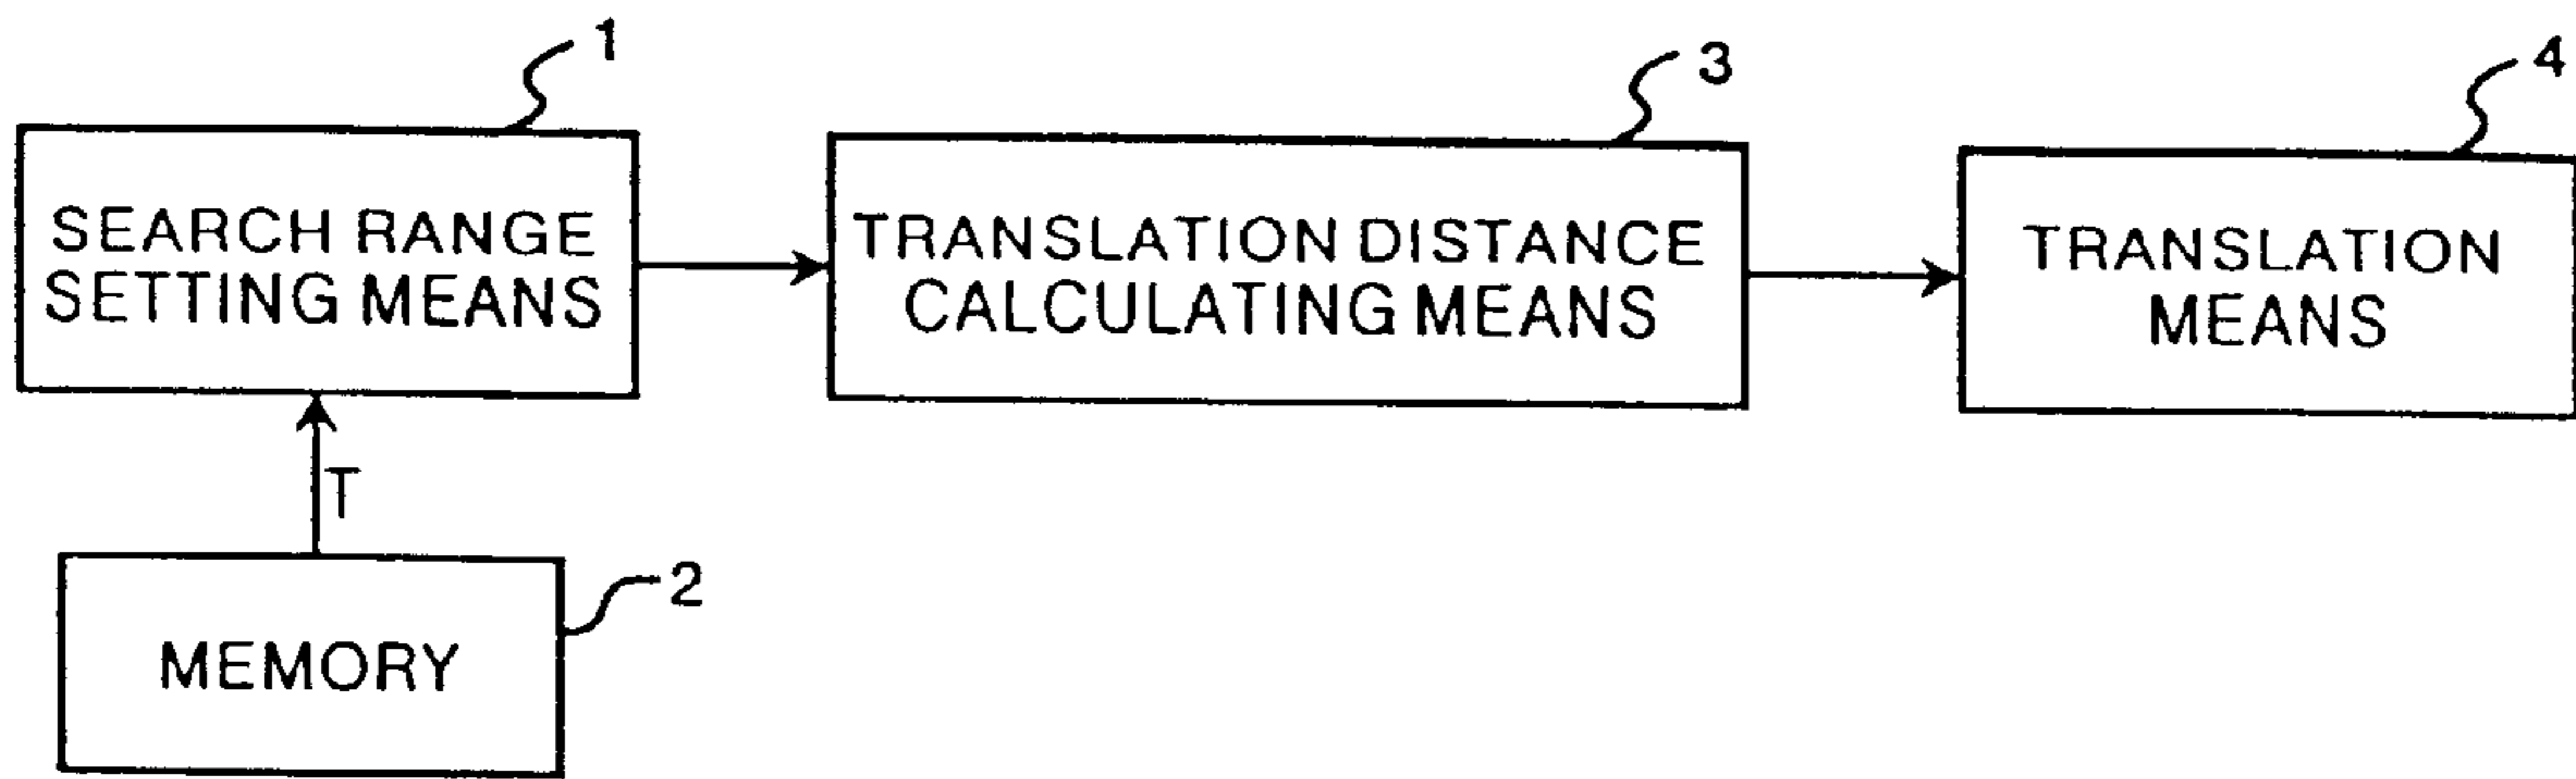 1
SEARCH RANGE
SETTING MEANS
3
TRANSLATION DISTANCE
CALCULATING MEANS
4
TRANSLATION
MEANS
T
2
MEMORY